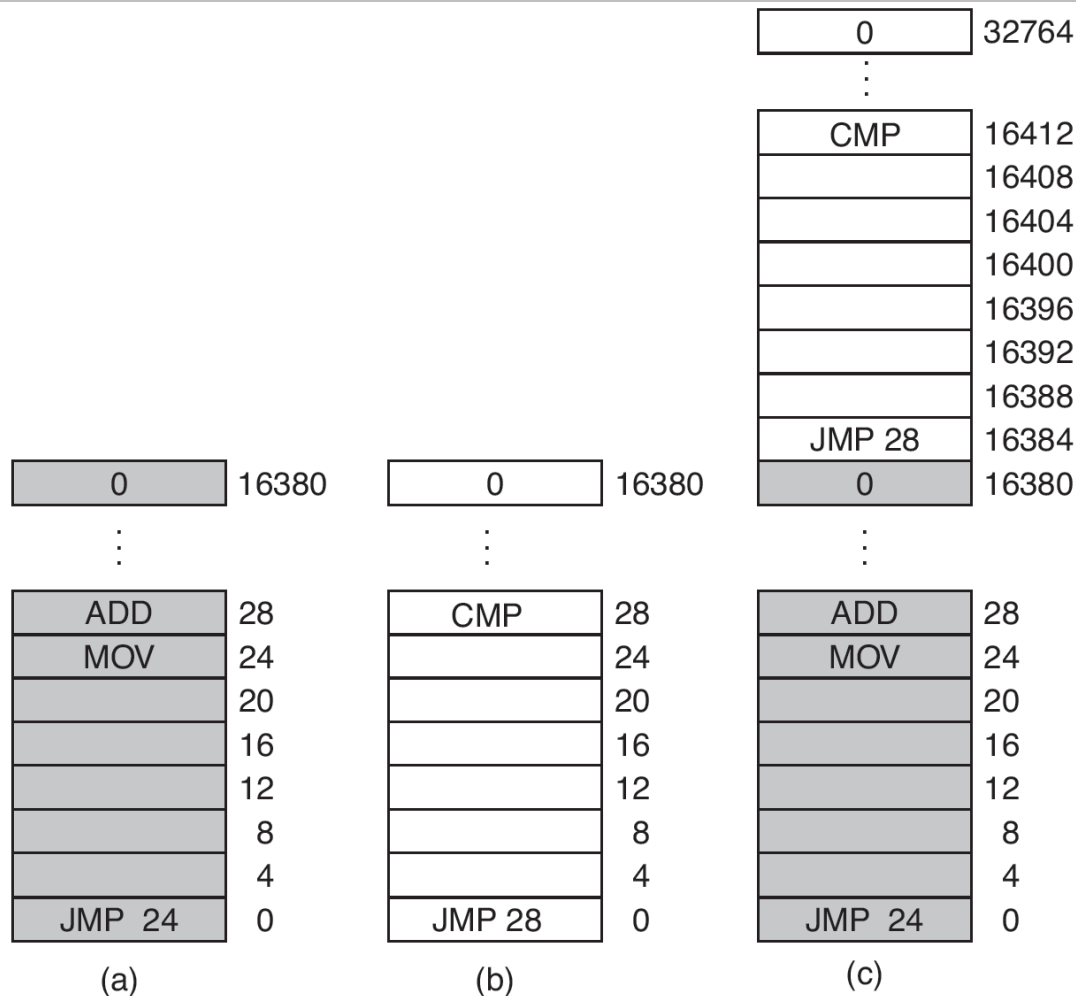 0 32764
⋮
CMP 16412
16408
16404
16400
16396
16392
16388
JMP 28 16384
0 16380 0 16380 0 16380
⋮ ⋮ ⋮
ADD 28 CMP 28 ADD 28
MOV 24 24 MOV 24
20 20 20
16 16 16
12 12 12
8 8 8
4 4 4
JMP 24 0 JMP 28 0 JMP 24 0
(a) (b) (c)